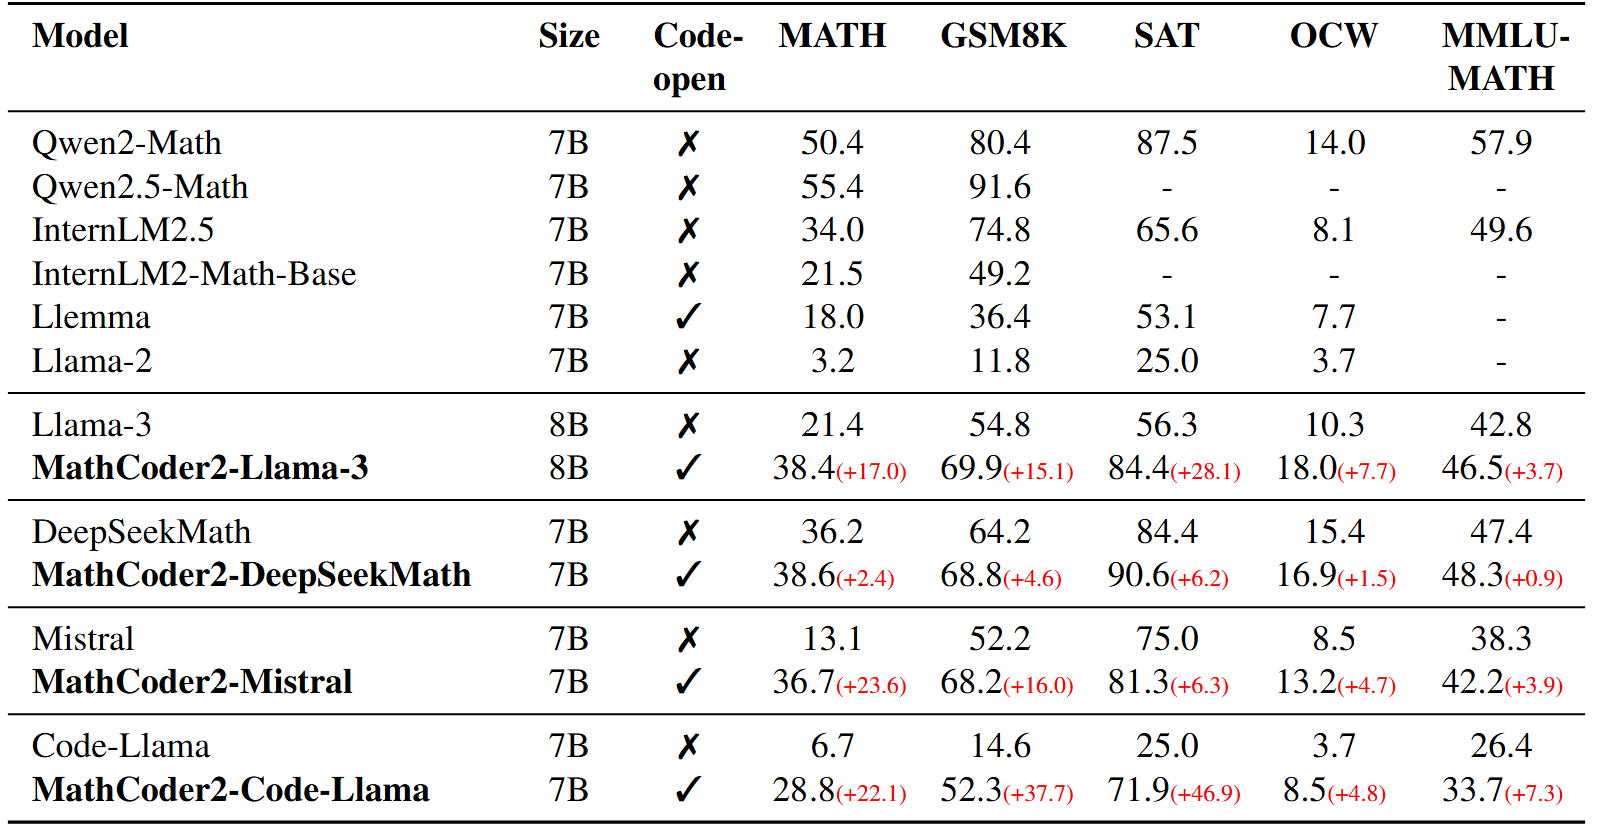 Model Size Code-open MATH GSM8K SAT OCW MMLU-MATH
Qwen2-Math 7B ✗ 50.4 80.4 87.5 14.0 57.9
Qwen2.5-Math 7B ✗ 55.4 91.6 - - -
InternLM2.5 7B ✗ 34.0 74.8 65.6 8.1 49.6
InternLM2-Math-Base 7B ✗ 21.5 49.2 - - -
Llemma 7B ✓ 18.0 36.4 53.1 7.7 -
Llama-2 7B ✗ 3.2 11.8 25.0 3.7 -
Llama-3 8B ✗ 21.4 54.8 56.3 10.3 42.8
MathCoder2-Llama-3 8B ✓ 38.4(+17.0) 69.9(+15.1) 84.4(+28.1) 18.0(+7.7) 46.5(+3.7)
DeepSeekMath 7B ✗ 36.2 64.2 84.4 15.4 47.4
MathCoder2-DeepSeekMath 7B ✓ 38.6(+2.4) 68.8(+4.6) 90.6(+6.2) 16.9(+1.5) 48.3(+0.9)
Mistral 7B ✗ 13.1 52.2 75.0 8.5 38.3
MathCoder2-Mistral 7B ✓ 36.7(+23.6) 68.2(+16.0) 81.3(+6.3) 13.2(+4.7) 42.2(+3.9)
Code-Llama 7B ✗ 6.7 14.6 25.0 3.7 26.4
MathCoder2-Code-Llama 7B ✓ 28.8(+22.1) 52.3(+37.7) 71.9(+46.9) 8.5(+4.8) 33.7(+7.3)